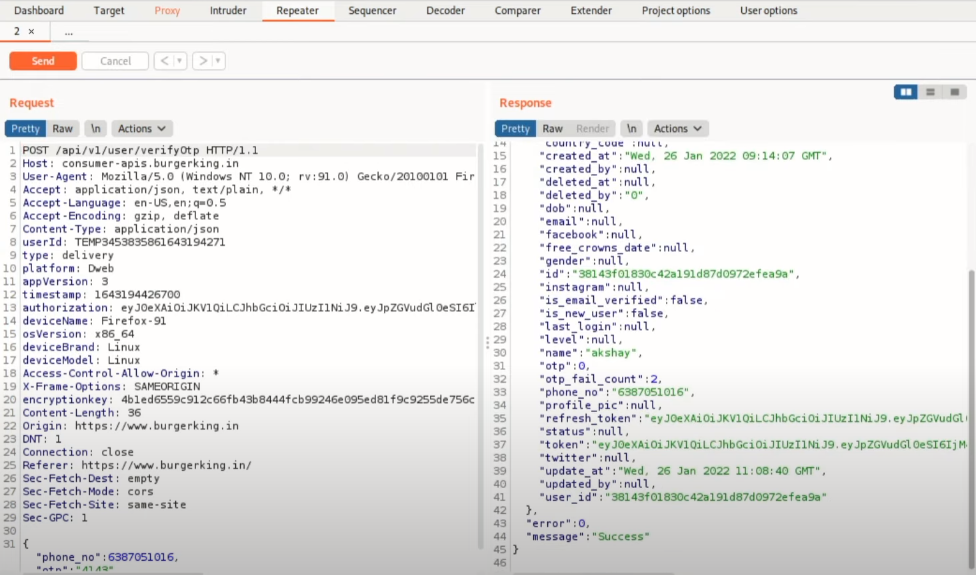 Dashboard Target Proxy Intruder Repeater Sequencer Decoder Comparer Extender Project options User options
2 × ...
Send Cancel < ▾ > ▾
Request
Pretty Raw \n Actions
1 POST /api/v1/user/verifyOtp HTTP/1.1
2 Host: consumer-apis.burgerking.in
3 User-Agent: Mozilla/5.0 (Windows NT 10.0; rv:91.0) Gecko/20100101 Fir
4 Accept: application/json, text/plain, */*
5 Accept-Language: en-US,en;q=0.5
6 Accept-Encoding: gzip, deflate
7 Content-Type: application/json
8 userId: TEMP3453835861643194271
9 type: delivery
10 platform: Dweb
11 appVersion: 3
12 timestamp: 1643194426700
13 authorization: eyJ0eXAiOiJKV1QiLCJhbGciOiJIUzI1NiJ9.eyJpZGVudGl0eSI6I
14 deviceName: Firefox-91
15 osVersion: x86_64
16 deviceBrand: Linux
17 deviceModel: Linux
18 Access-Control-Allow-Origin: *
19 X-Frame-Options: SAMEORIGIN
20 encryptionkey: 4b1ed6559c912c66fb43b8444fcb99246e095ed81f9c9255de756c
21 Content-Length: 36
22 Origin: https://www.burgerking.in
23 DNT: 1
24 Connection: close
25 Referer: https://www.burgerking.in/
26 Sec-Fetch-Dest: empty
27 Sec-Fetch-Mode: cors
28 Sec-Fetch-Site: same-site
29 Sec-GPC: 1
30
31 {
"phone_no":6387051016,
"otp":"4143"
Response
Pretty Raw Render \n Actions
14 "country_code":null,
15 "created_at":"Wed, 26 Jan 2022 09:14:07 GMT",
16 "created_by":null,
17 "deleted_at":null,
18 "deleted_by":"0",
19 "dob":null,
20 "email":null,
21 "facebook":null,
22 "free_crowns_date":null,
23 "gender":null,
24 "id":"38143f01830c42a191d87d0972efea9a",
25 "instagram":null,
26 "is_email_verified":false,
27 "is_new_user":false,
28 "last_login":null,
29 "level":null,
30 "name":"akshay",
31 "otp":0,
32 "otp_fail_count":2,
33 "phone_no":"6387051016",
34 "profile_pic":null,
35 "refresh_token":"eyJ0eXAiOiJKV1QiLCJhbGciOiJIUzI1NiJ9.eyJpZGVudGl
36 "status":null,
37 "token":"eyJ0eXAiOiJKV1QiLCJhbGciOiJIUzI1NiJ9.eyJpZGVudGl0eSI6IjM
38 "twitter":null,
39 "update_at":"Wed, 26 Jan 2022 11:08:40 GMT",
40 "updated_by":null,
41 "user_id":"38143f01830c42a191d87d0972efea9a"
42 },
43 "error":0,
44 "message":"Success"
45 }
46